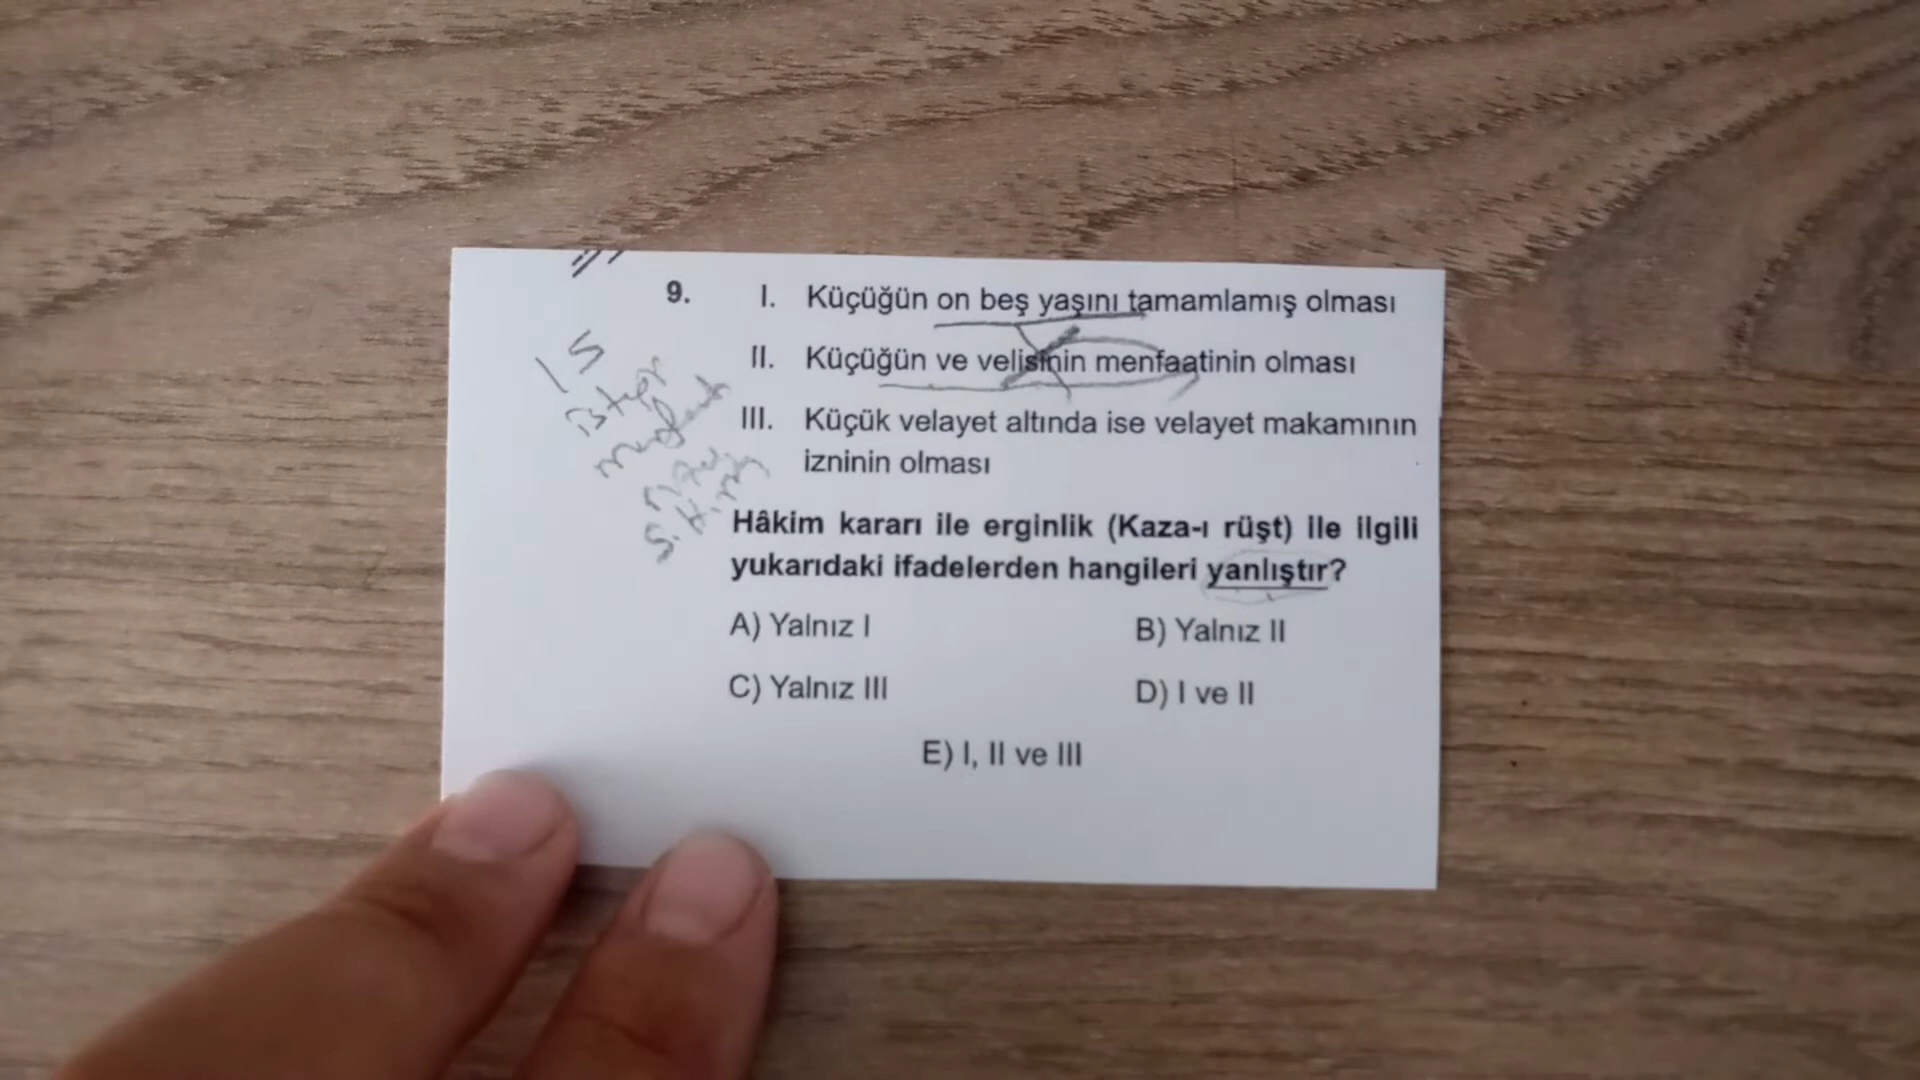 9. I. Küçüğün on beş yaşını tamamlamış olması
II. Küçüğün ve velisinin menfaatinin olması
III. Küçük velayet altında ise velayet makamının
izninin olması
15
isteği
Hâkim kararı ile erginlik (Kaza-ı rüşt) ile ilgili
yukarıdaki ifadelerden hangileri yanlıştır?
A) Yalnız I
B) Yalnız II
C) Yalnız III
D) I ve II
E) I, II ve III